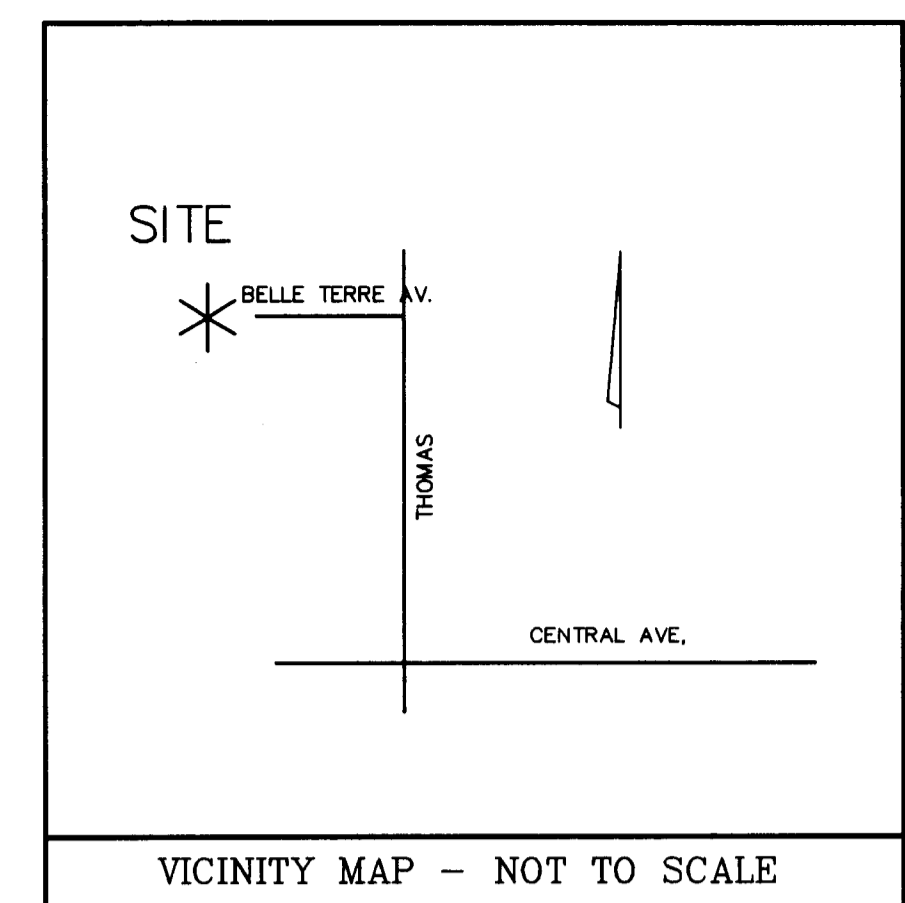 SITE
BELLE TERRE AV.
THOMAS
CENTRAL AVE,
VICINITY MAP - NOT TO SCALE